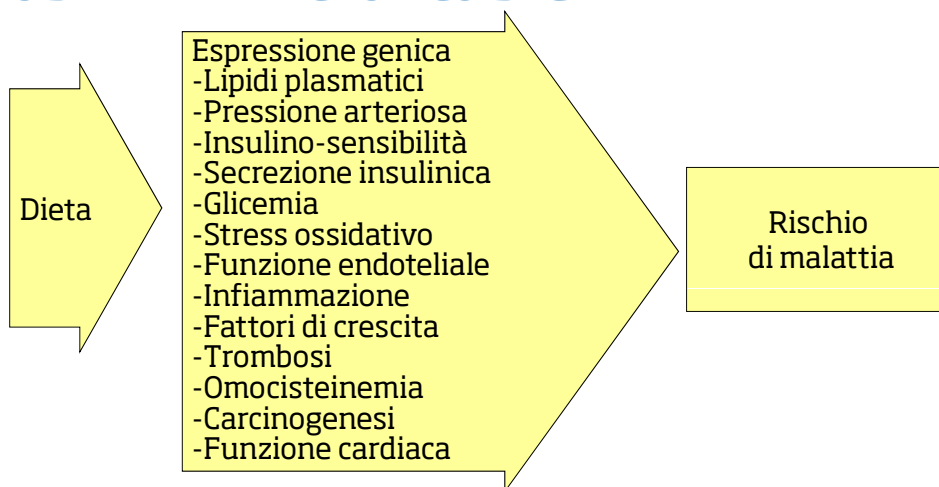 Dieta
Espressione genica
-Lipidi plasmatici
-Pressione arteriosa
-Insulino-sensibilità
-Secrezione insulinica
-Glicemia
-Stress ossidativo
-Funzione endoteliale
-Infiammazione
-Fattori di crescita
-Trombosi
-Omocisteinemia
-Carcinogenesi
-Funzione cardiaca
Rischio
di malattia